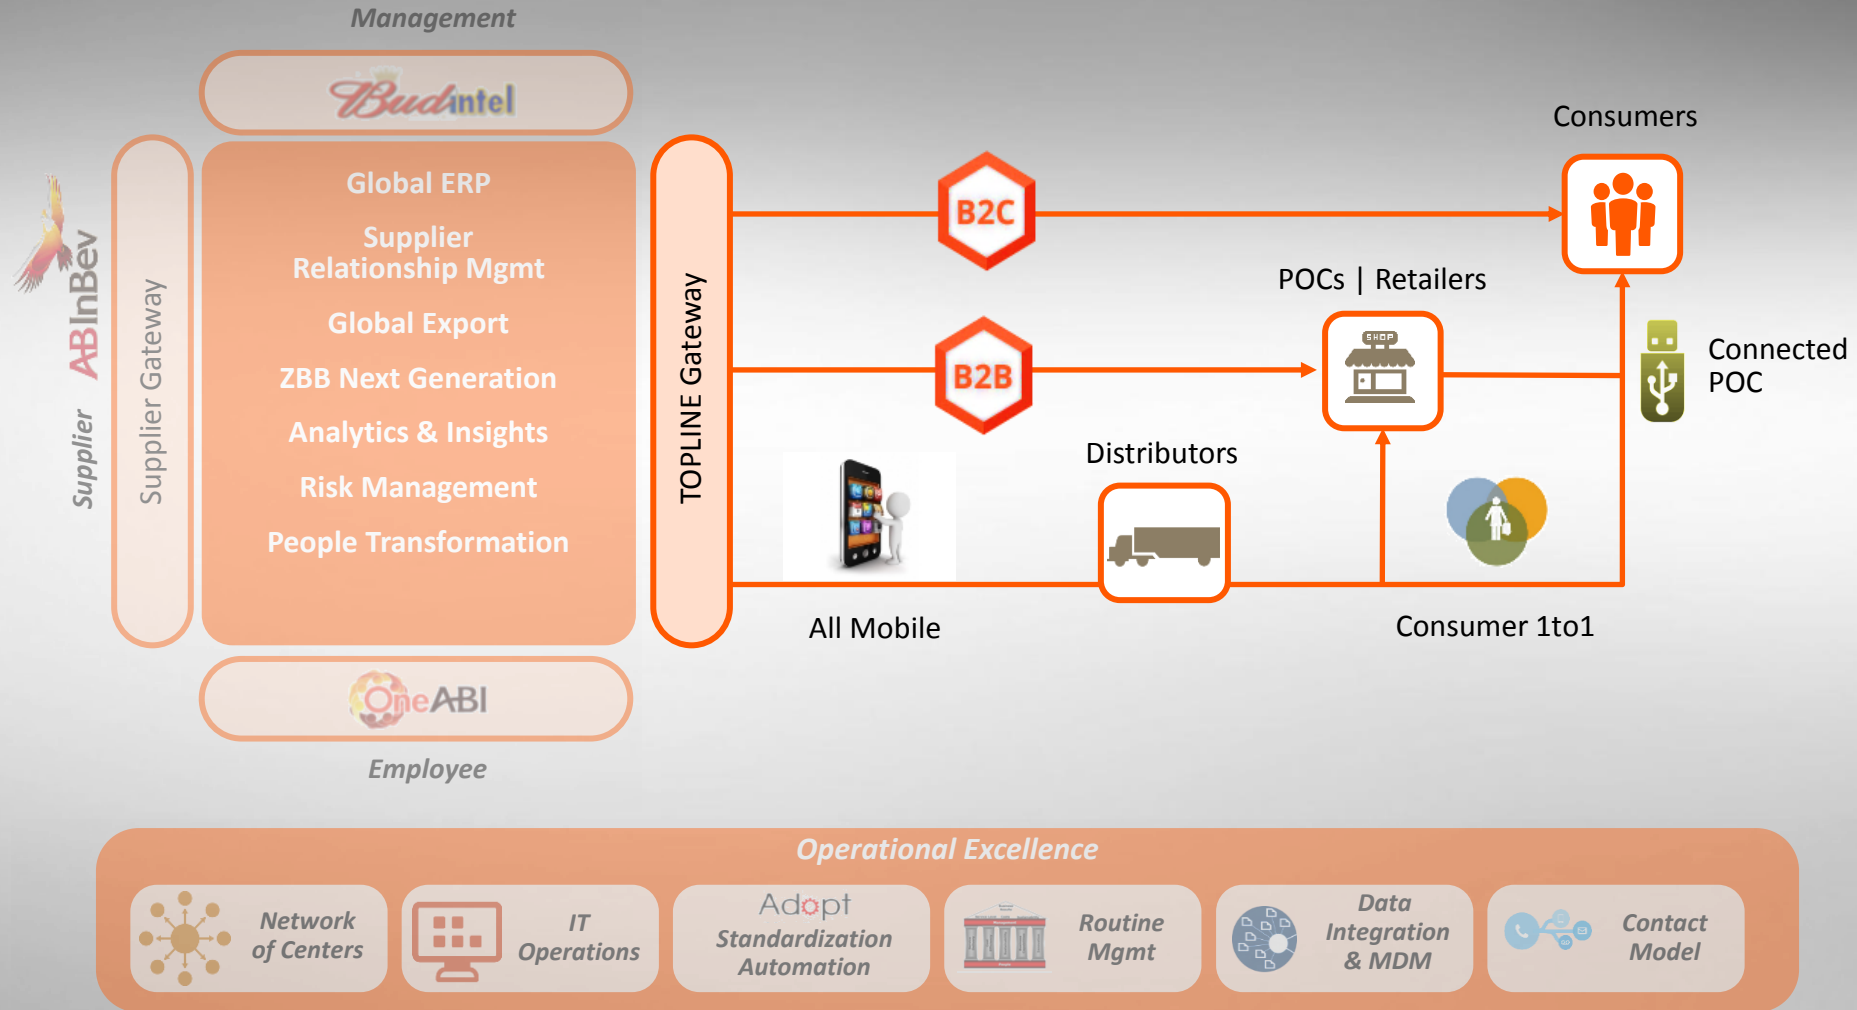 Management
Budintel
Global ERP
Supplier
Relationship Mgmt
Global Export
ZBB Next Generation
Analytics & Insights
Risk Management
People Transformation
Supplier
ABInBev
Supplier Gateway
TOPLINE Gateway
OneABI
Employee
B2C
Consumers
B2B
POCs | Retailers
SHOP
Connected
POC
Distributors
All Mobile
Consumer 1to1
Operational Excellence
Network
of Centers
IT
Operations
Adopt
Standardization
Automation
Routine
Mgmt
Data
Integration
& MDM
Contact
Model